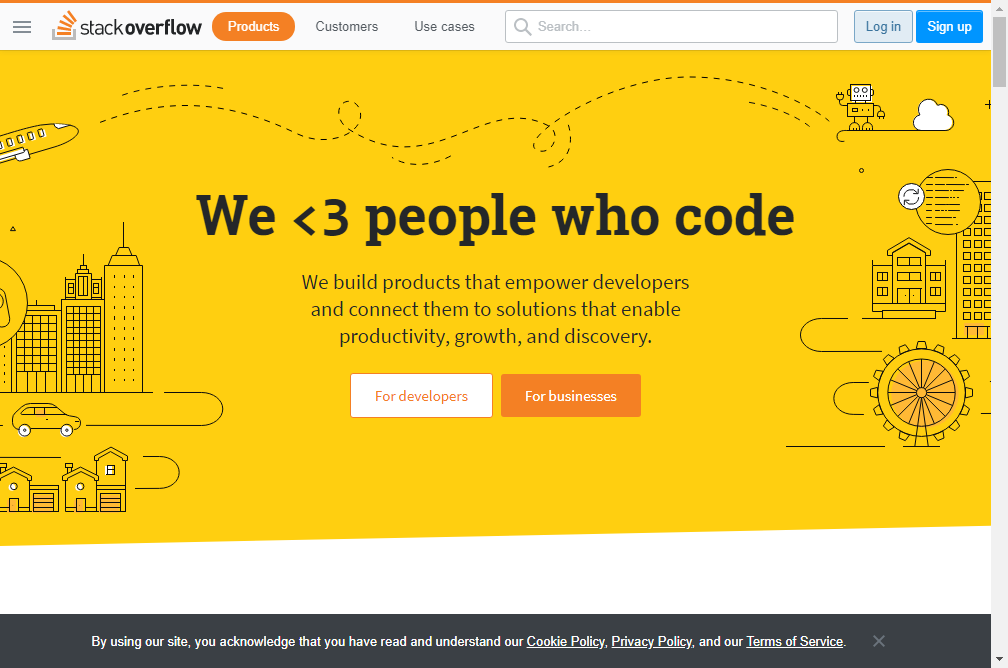 stackoverflow Products Customers Use cases Search... Log in Sign up
We <3 people who code
We build products that empower developers
and connect them to solutions that enable
productivity, growth, and discovery.
For developers For businesses
By using our site, you acknowledge that you have read and understand our Cookie Policy, Privacy Policy, and our Terms of Service.